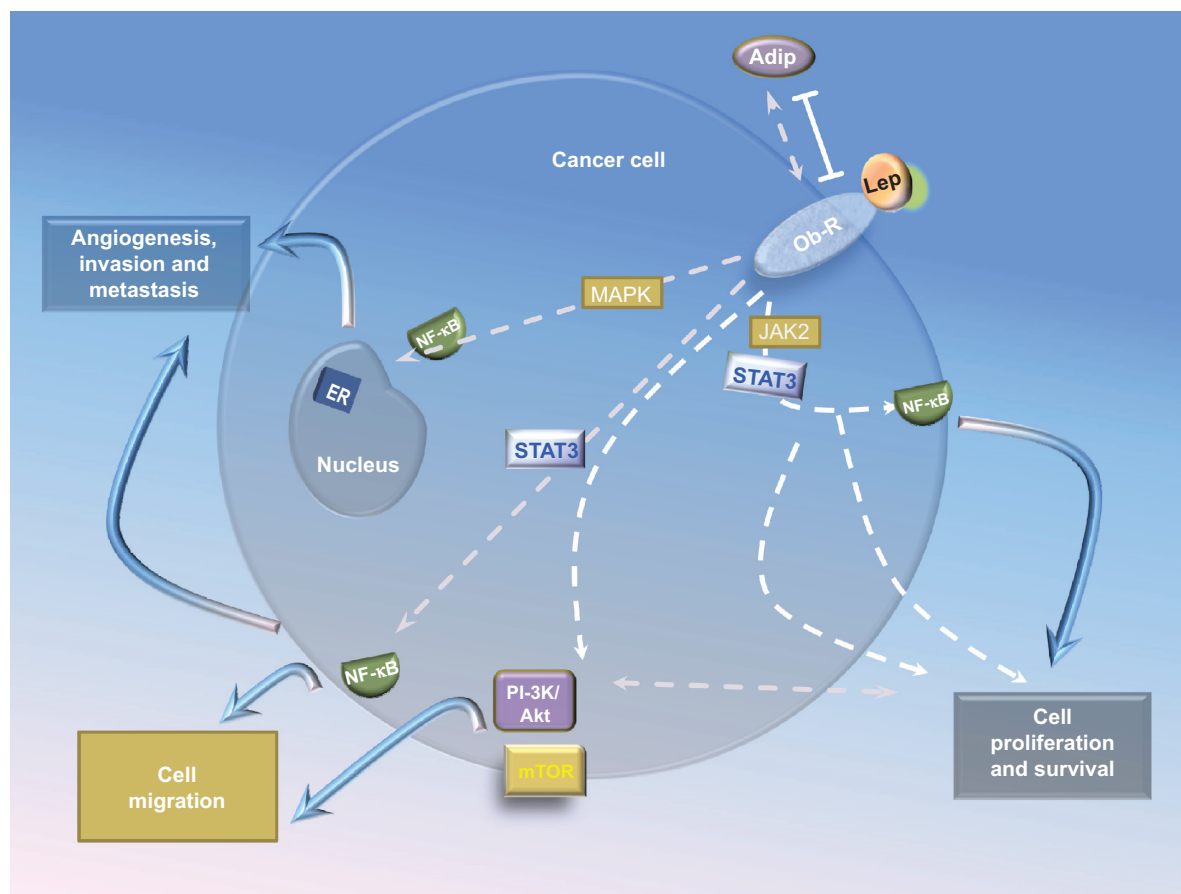 Adip
Cancer cell
Lep
Ob-R
Angiogenesis,
invasion and
metastasis
MAPK
NF-κB
JAK2
STAT3
ER
NF-κB
STAT3
Nucleus
NF-κB
PI-3K/
Akt
mTOR
Cell
proliferation
and survival
Cell
migration